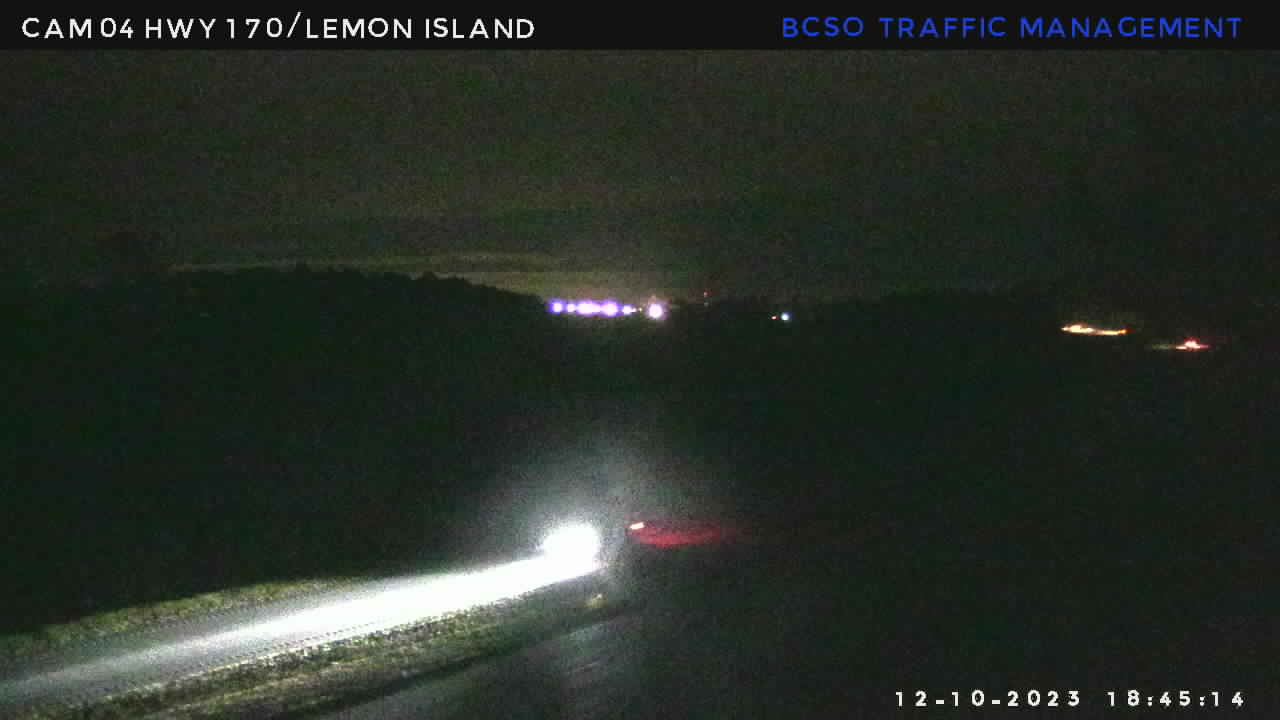 CAM04 HWY 170/LEMON ISLAND
BCSO TRAFFIC MANAGEMENT
12-10-2023 18:45:14